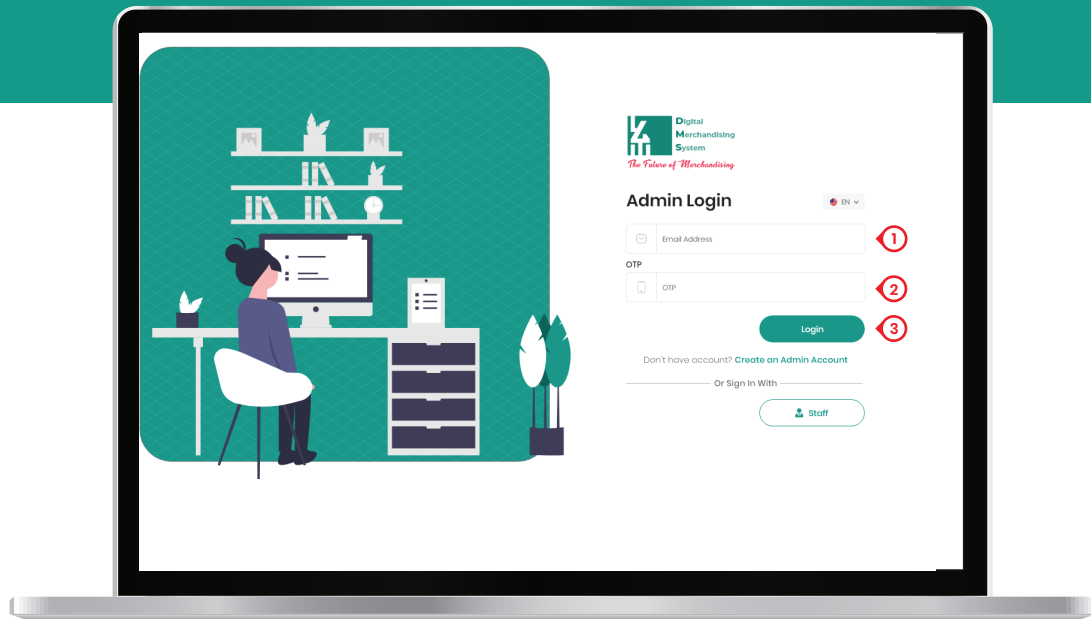 Digital
Merchandising
System
The Future of Merchandising
Admin Login
EN
Email Address
1
OTP
OTP
2
Login
3
Don't have account? Create an Admin Account
Or Sign In With
Staff